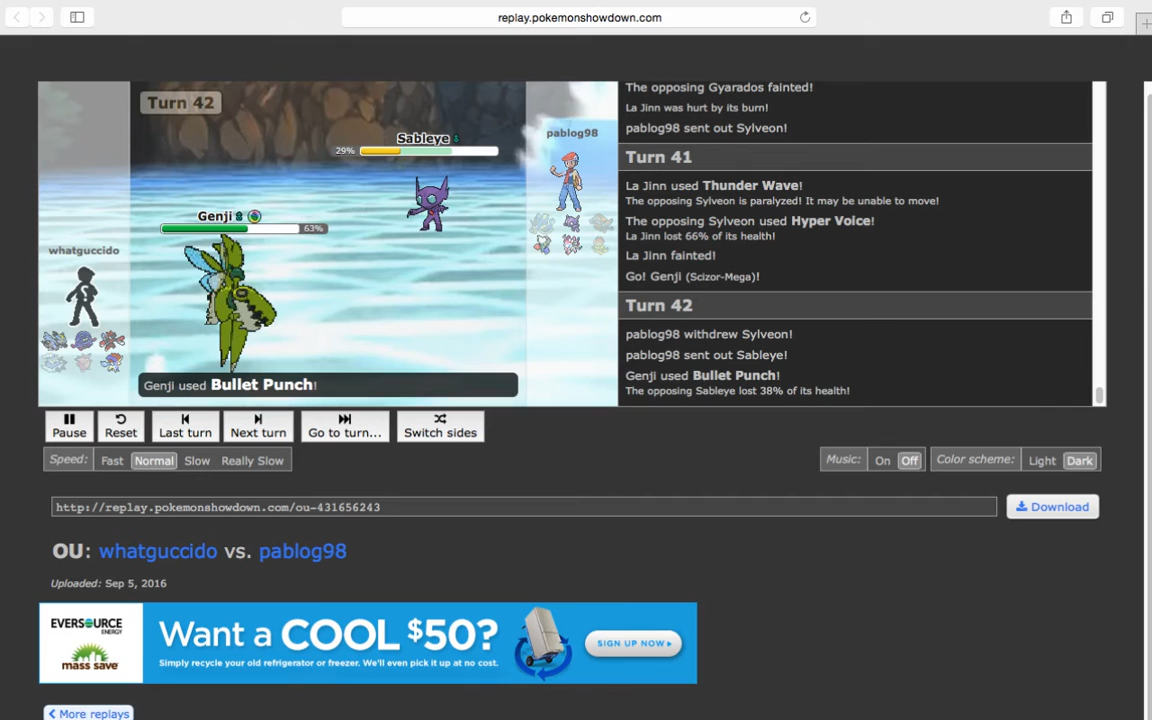 replay.pokemonshowdown.com
Turn 42
Sableye
29%
Genji
63%
whatguccido
pablog98
Genji used Bullet Punch!
The opposing Gyarados fainted!
La Jinn was hurt by its burn!
pablog98 sent out Sylveon!
Turn 41
La Jinn used Thunder Wave!
The opposing Sylveon is paralyzed! It may be unable to move!
The opposing Sylveon used Hyper Voice!
La Jinn lost 66% of its health!
La Jinn fainted!
Go! Genji (Scizor-Mega)!
Turn 42
pablog98 withdrew Sylveon!
pablog98 sent out Sableye!
Genji used Bullet Punch!
The opposing Sableye lost 38% of its health!
Pause Reset Last turn Next turn Go to turn... Switch sides
Speed: Fast Normal Slow Really Slow Music: On Off Color scheme: Light Dark
http://replay.pokemonshowdown.com/ou-431656243 Download
OU: whatguccido vs. pablog98
Uploaded: Sep 5, 2016
EVERSOURCE
ENERGY
mass save
Want a COOL $50?
Simply recycle your old refrigerator or freezer. We'll even pick it up at no cost.
SIGN UP NOW
More replays